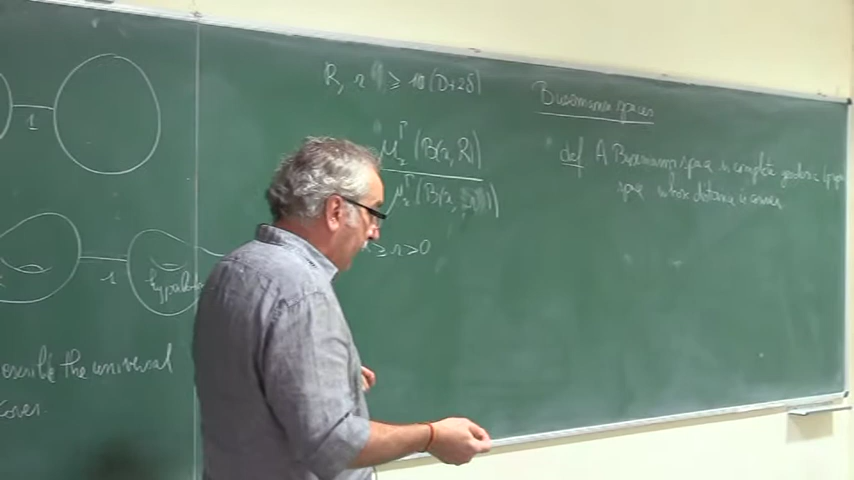 1
1
hyperbolic
describe the universal
cover
R, r ≥ 10(D+2δ)
μ_x^Γ(B(x, R))
μ_x^Γ(B(x, r))
≥ r > 0
Busemann spaces
def A Busemann space is complete geodesic
space whose distance is convex